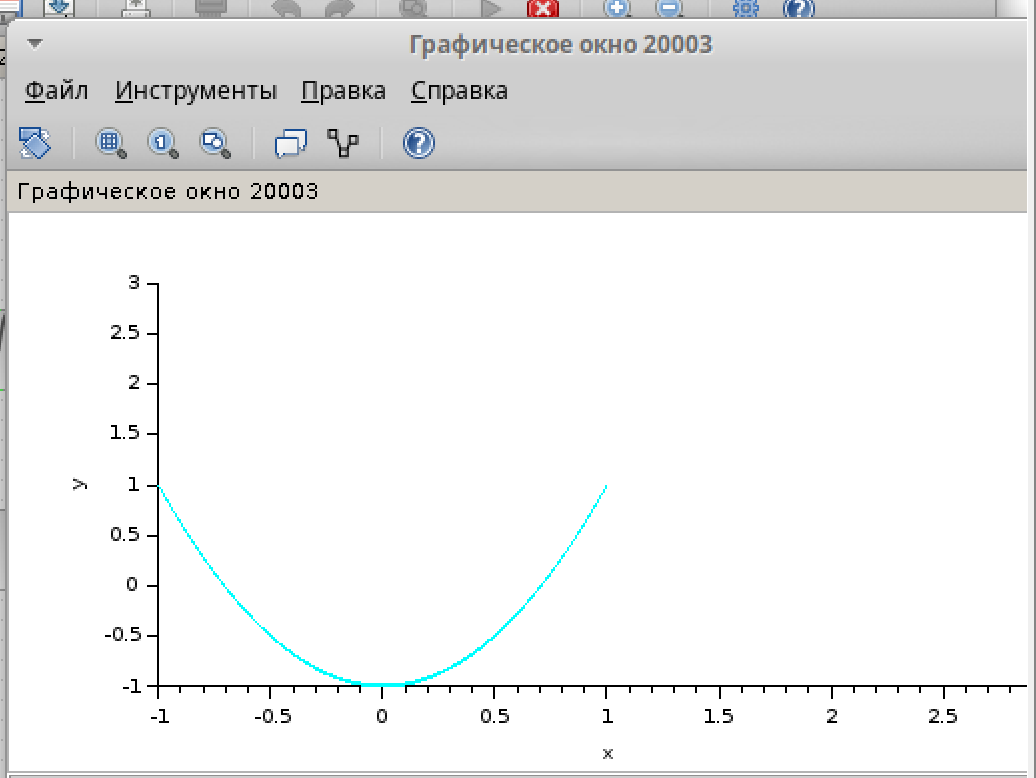 Графическое окно 20003
Файл Инструменты Правка Справка
Графическое окно 20003
3
2.5
2
1.5
y
1
0.5
0
-0.5
-1
-1 -0.5 0 0.5 1 1.5 2 2.5
x